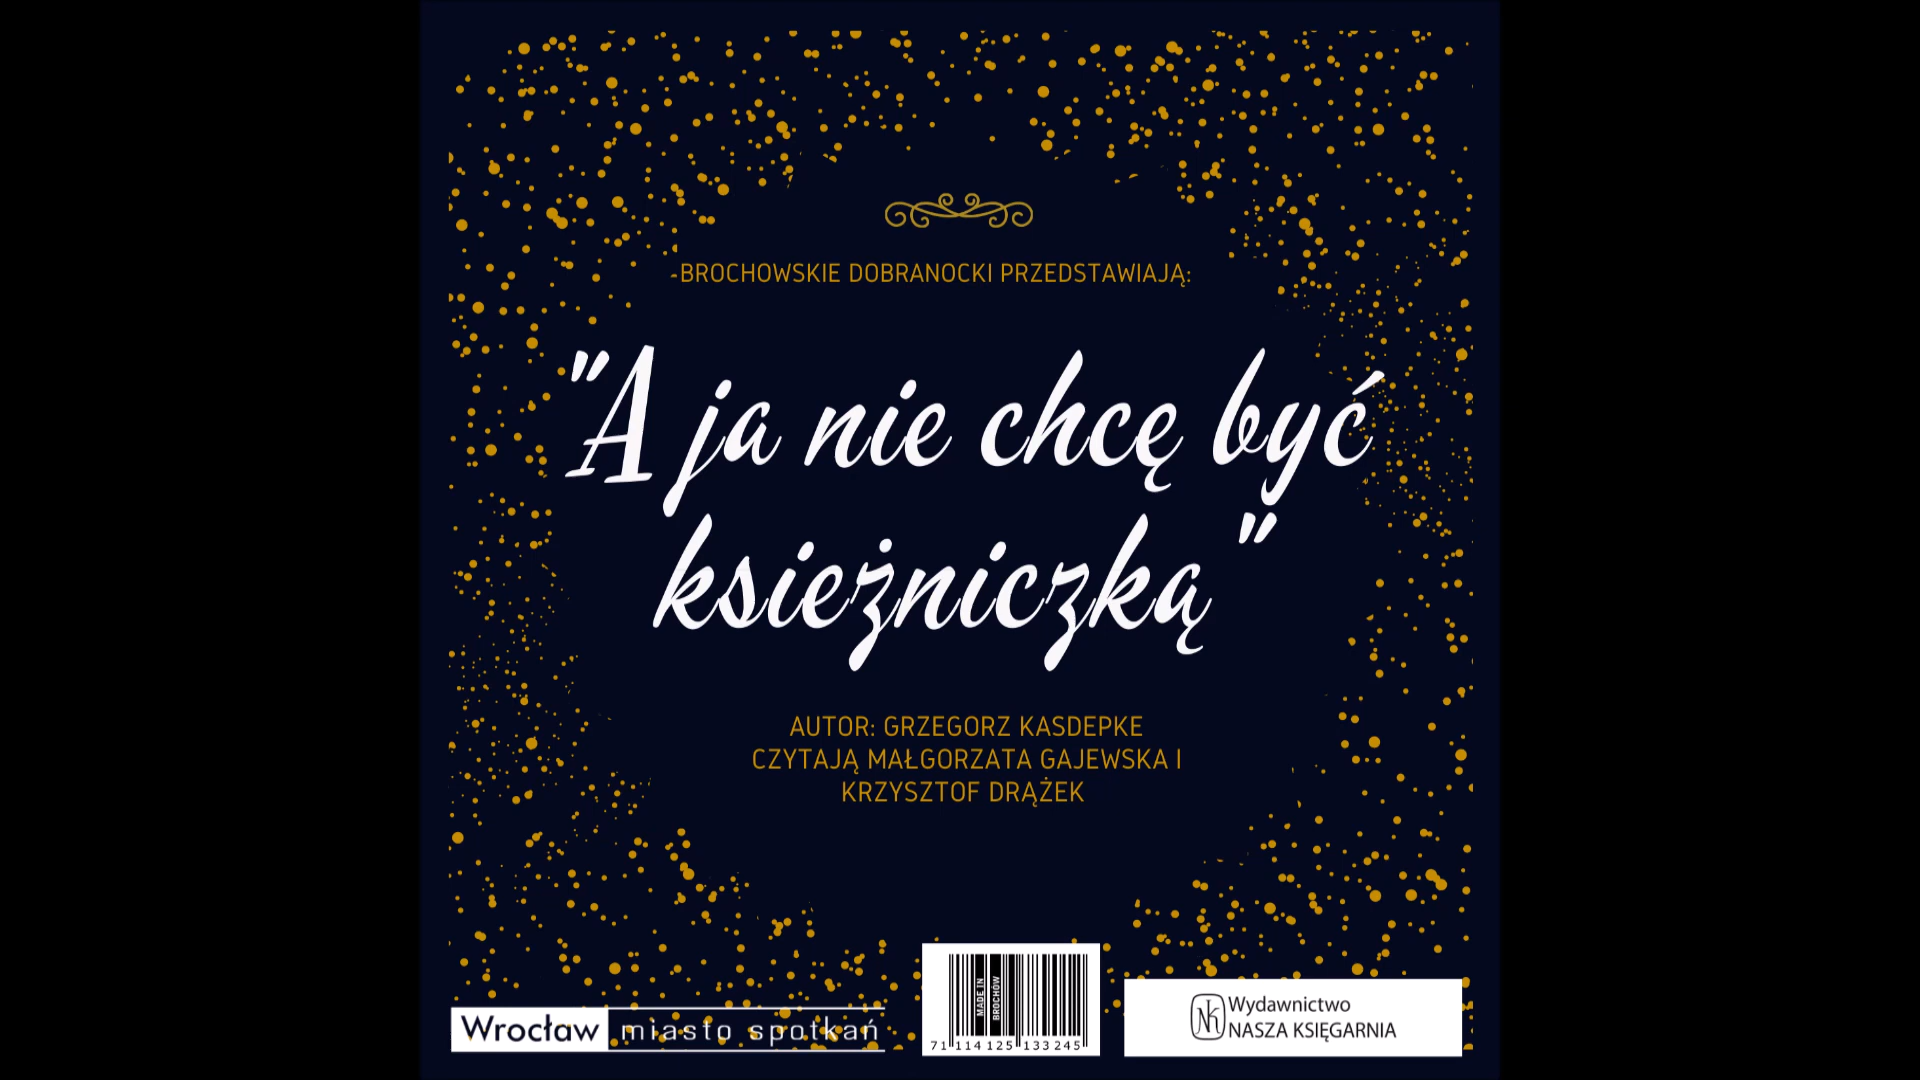 BROCHOWSKIE DOBRANOCKI PRZEDSTAWIAJĄ:
"A ja nie chcę być
ksieżniczką"
AUTOR: GRZEGORZ KASDEPKE
CZYTAJĄ MAŁGORZATA GAJEWSKA I
KRZYSZTOF DRĄŻEK
Wrocław miasto spotkań
MADE IN
BROCHÓW
71 114 125 133 245
Wydawnictwo
NASZA KSIĘGARNIA